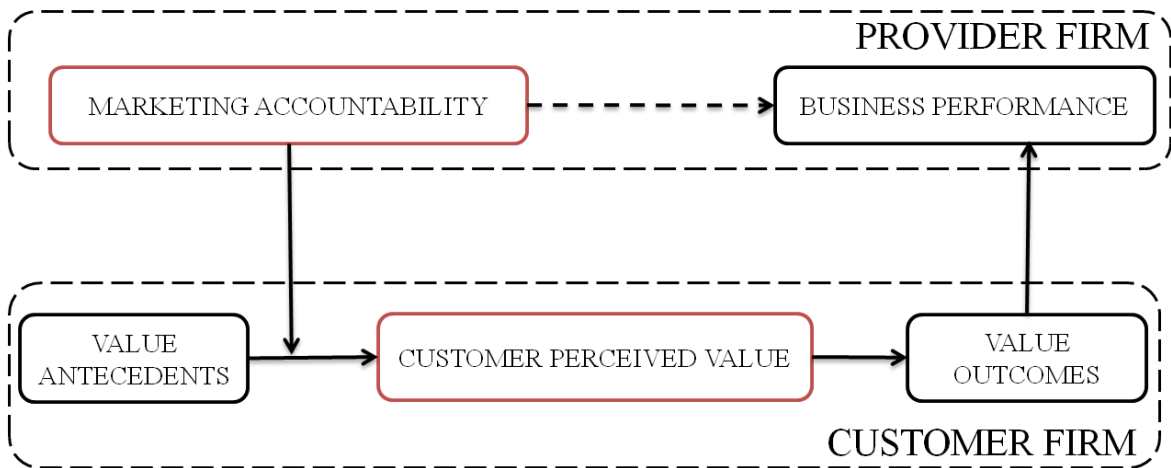 PROVIDER FIRM
MARKETING ACCOUNTABILITY
BUSINESS PERFORMANCE
VALUE
ANTECEDENTS
CUSTOMER PERCEIVED VALUE
VALUE
OUTCOMES
CUSTOMER FIRM